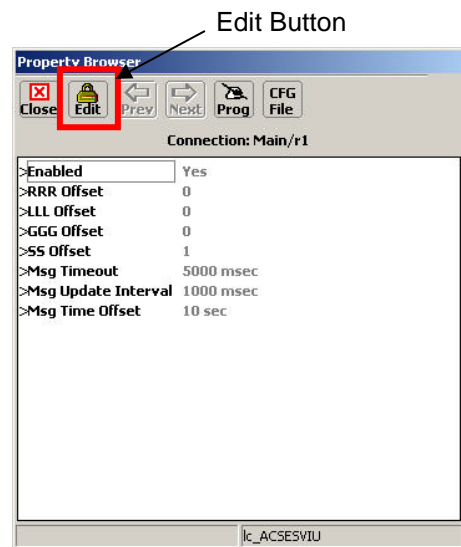 Edit Button
Property Browser
Close Edit Prev Next Prog CFG File
Connection: Main/r1
>Enabled Yes
>RRR Offset 0
>LLL Offset 0
>GGG Offset 0
>SS Offset 1
>Msg Timeout 5000 msec
>Msg Update Interval 1000 msec
>Msg Time Offset 10 sec
lc_ACSESVIU